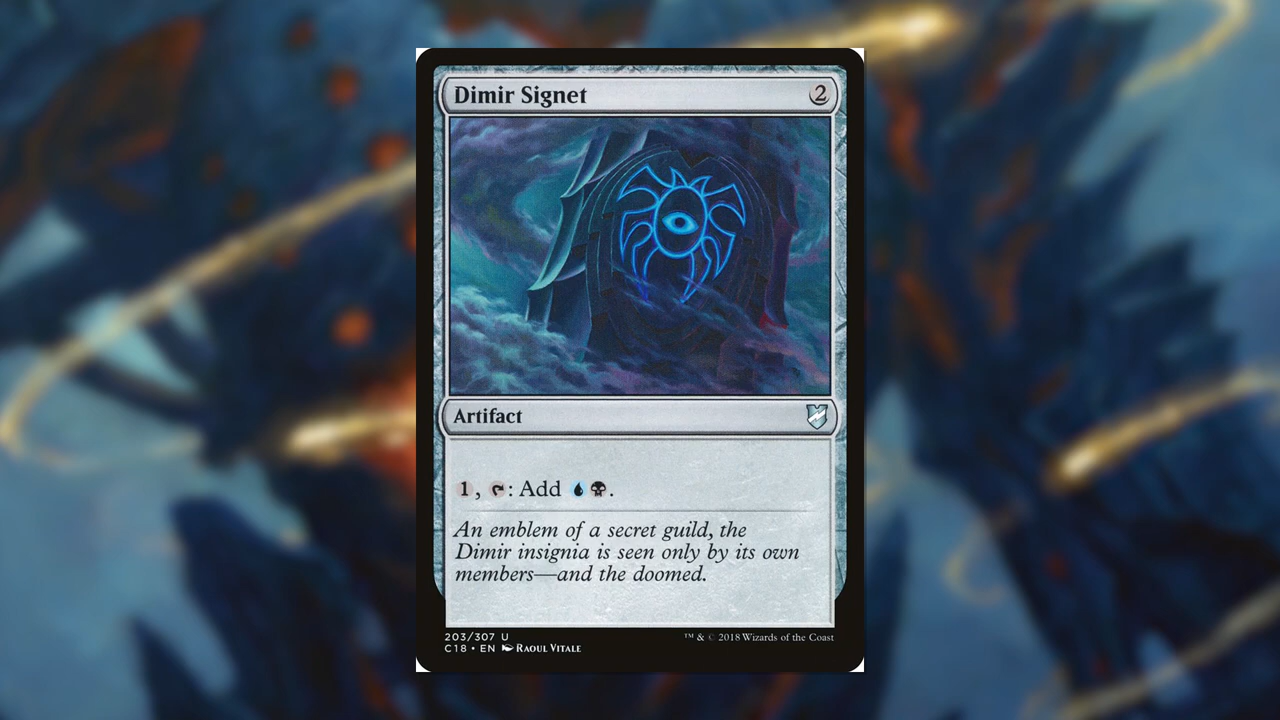 Dimir Signet 2
Artifact
1, : Add .
An emblem of a secret guild, the
Dimir insignia is seen only by its own
members—and the doomed.
203/307 U
C18 • EN Raoul Vitale
™ & © 2018 Wizards of the Coast